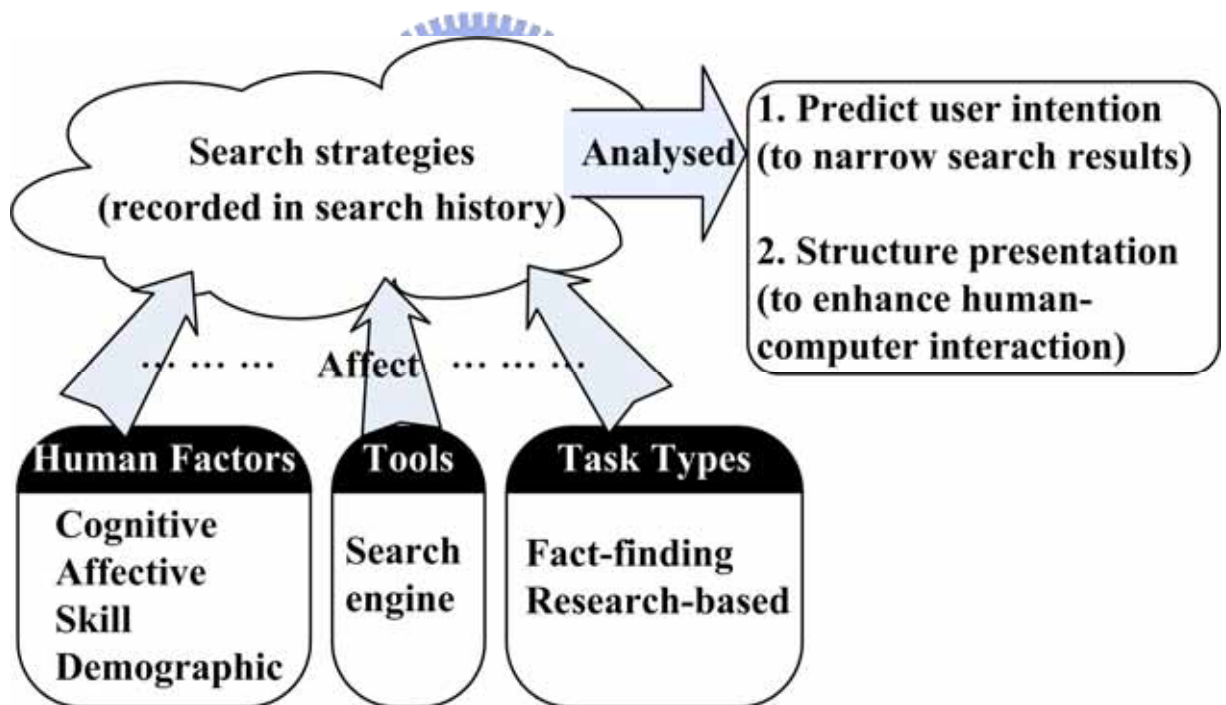 Search strategies
(recorded in search history)
Analysed
1. Predict user intention
(to narrow search results)
2. Structure presentation
(to enhance human-
computer interaction)
... ... ... Affect ... ... ...
Human Factors
Cognitive
Affective
Skill
Demographic
Tools
Search
engine
Task Types
Fact-finding
Research-based